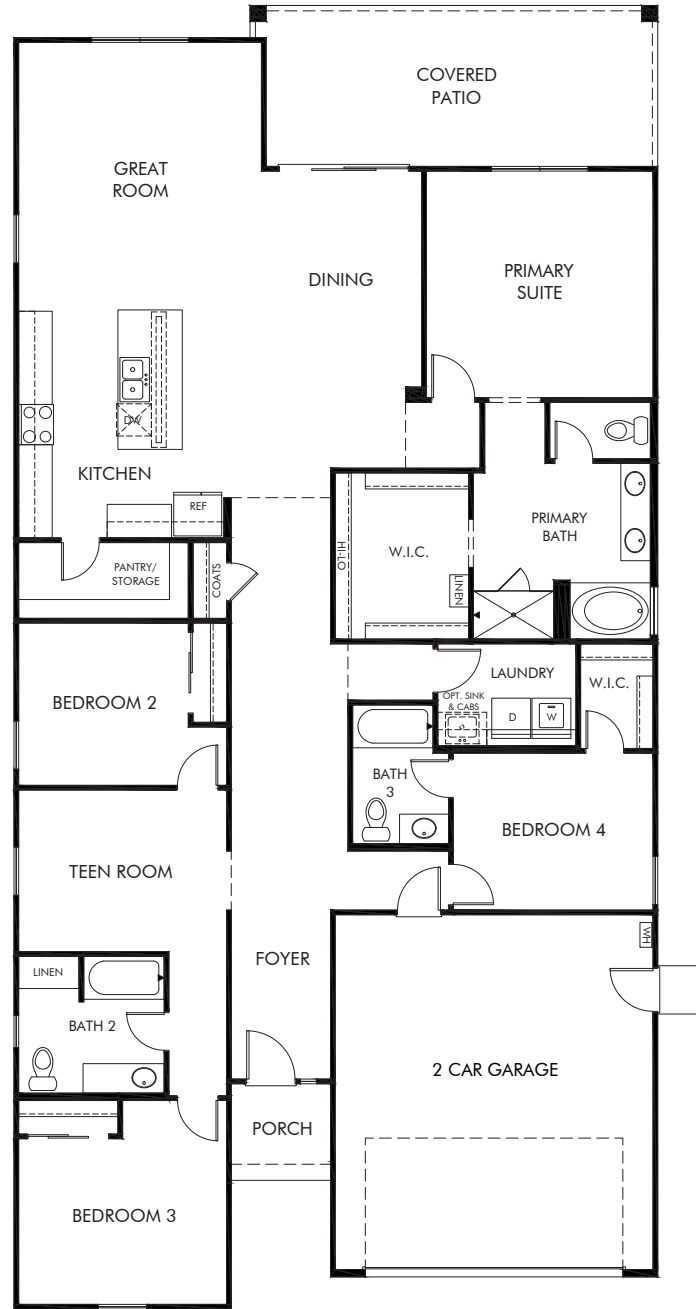 COVERED
PATIO
GREAT
ROOM
DINING
PRIMARY
SUITE
DW
KITCHEN
REF
PRIMARY
BATH
HI-LO
W.I.C.
LINEN
PANTRY/
STORAGE
COATS
LAUNDRY
W.I.C.
OPT. SINK
& CABS
S
D
W
BEDROOM 2
BATH
3
BEDROOM 4
TEEN ROOM
WH
FOYER
LINEN
BATH 2
2 CAR GARAGE
PORCH
BEDROOM 3